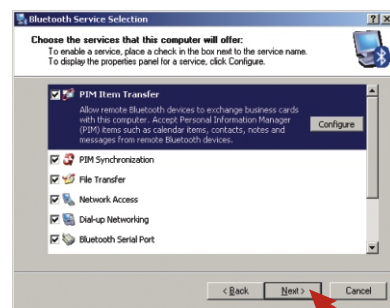 Bluetooth Service Selection
Choose the services that this computer will offer:
To enable a service, place a check in the box next to the service name.
To display the properties panel for a service, click Configure.
PIM Item Transfer
Allow remote Bluetooth devices to exchange business cards
with this computer. Accept Personal Information Manager
(PIM) items such as calendar items, contacts, notes and
messages from remote Bluetooth devices.
Configure
PIM Synchronization
File Transfer
Network Access
Dial-up Networking
Bluetooth Serial Port
< Back
Next >
Cancel